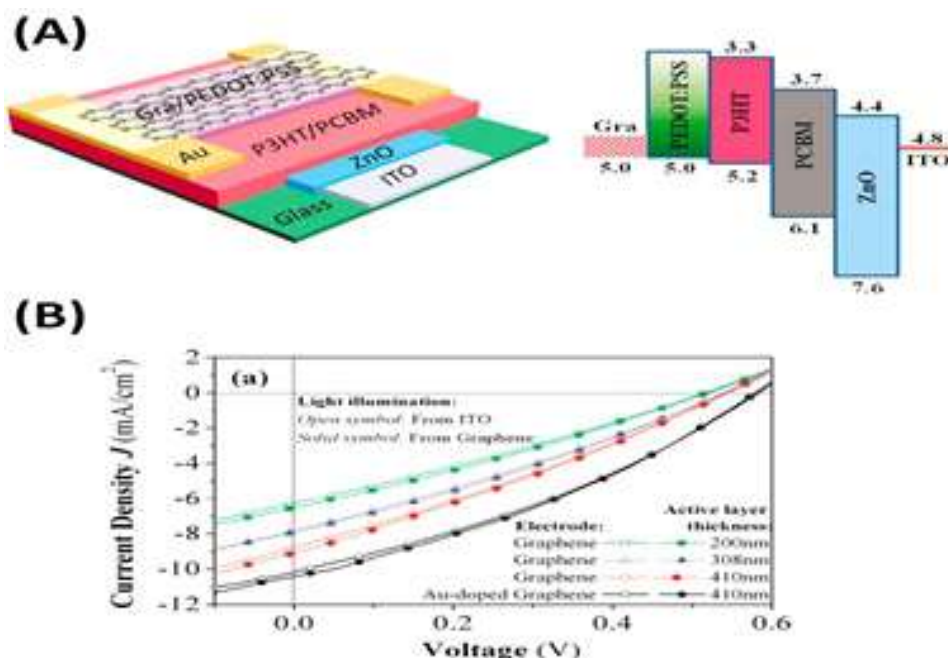 (A)
Gra/PEDOT:PSS
Au
P3HT/PCBM
ZnO
ITO
Glass
Gra
5.0
PEDOT:PSS
5.0
3.3
P3HT
5.2
3.7
PCBM
6.1
4.4
ZnO
7.6
4.8
ITO
(B)
(a)
Light illumination:
Open symbol: From ITO
Solid symbol: From Graphene
Electrode:
Active layer
thickness:
Graphene 200nm
Graphene 308nm
Graphene 410nm
Au-doped Graphene 410nm
Current Density J (mA/cm²)
2
0
-2
-4
-6
-8
-10
-12
0.0
0.2
0.4
0.6
Voltage (V)